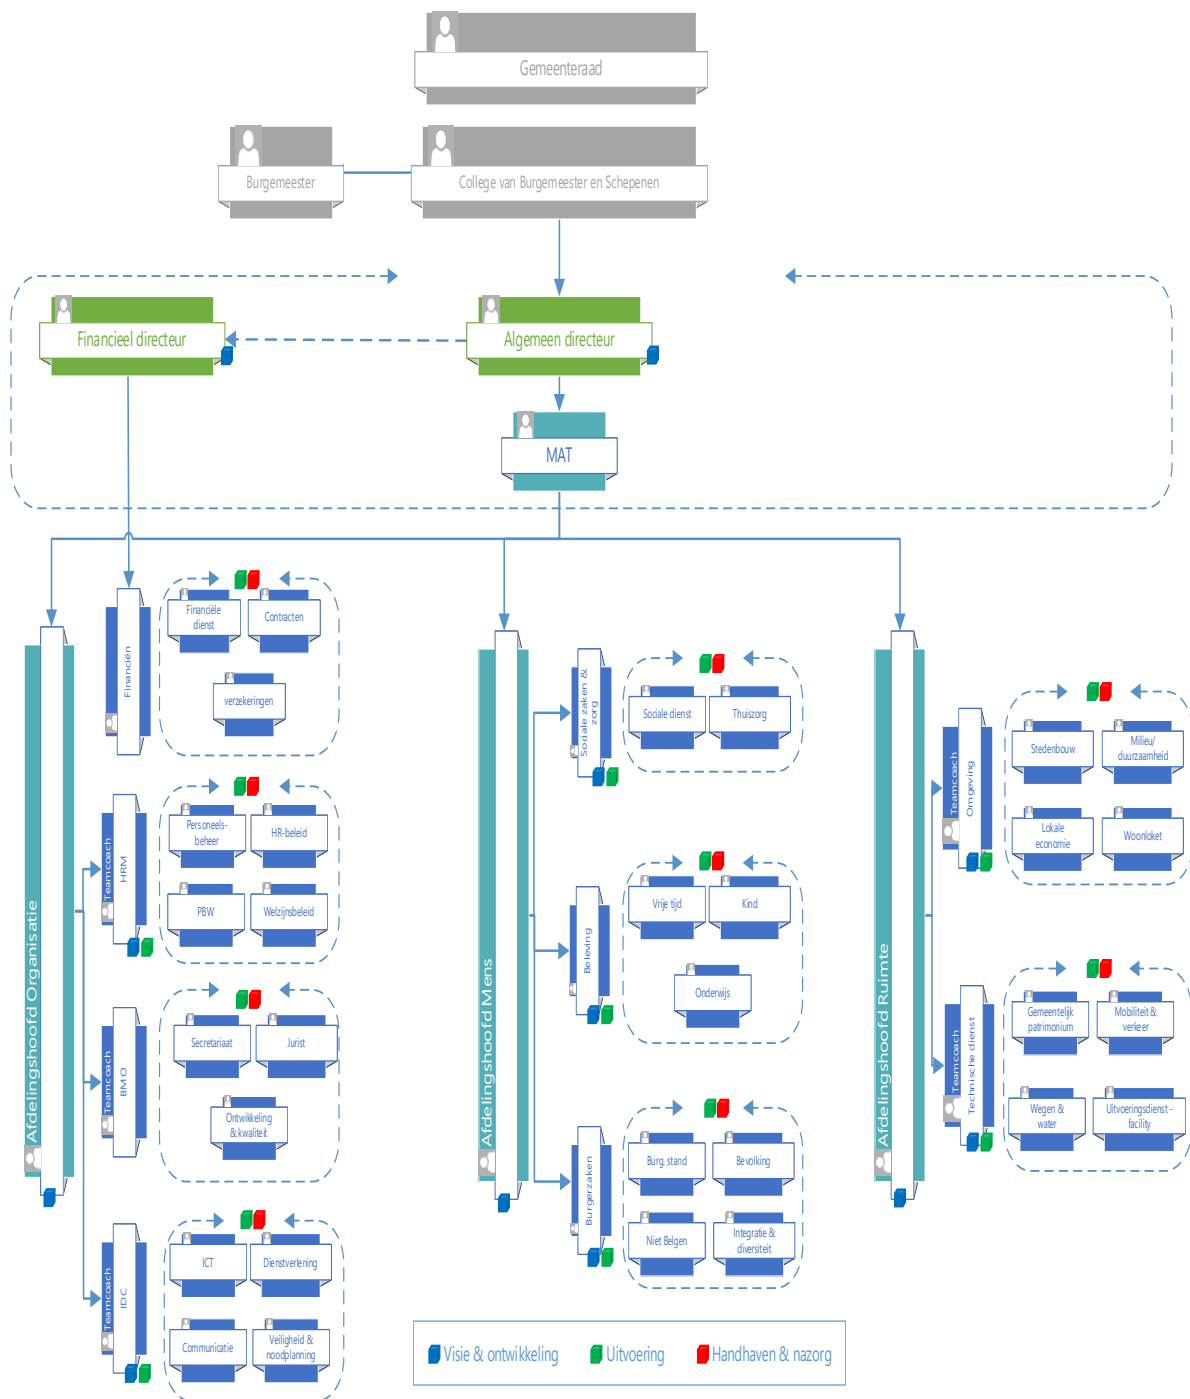 Gemeenteraad
Burgemeester
College van Burgemeester en Schepenen
Financieel directeur
Algemeen directeur
MAT
Afdelingshoofd Organisatie
Financiën
Financiële
dienst
Contracten
verzekeringen
Teamcoach
HRM
Personeels-
beheer
HR-beleid
PBW
Welzijnsbeleid
Teamcoach
BMO
Secretariaat
Jurist
Ontwikkeling
& kwaliteit
Teamcoach
IDC
ICT
Dienstverlening
Communicatie
Veiligheid &
noodplanning
Afdelingshoofd Mens
Sociale zaken &
zorg
Sociale dienst
Thuiszorg
Beleving
Vrije tijd
Kind
Onderwijs
Burgerzaken
Burg. stand
Bevolking
Niet Belgen
Integratie &
diversiteit
Afdelingshoofd Ruimte
Teamcoach
Omgeving
Stedenbouw
Milieu/
duurzaamheid
Lokale
economie
Woonloket
Teamcoach
Technische dienst
Gemeentelijk
patrimonium
Mobiliteit &
verkeer
Wegen &
water
Uitvoeringsdienst -
facility
Visie & ontwikkeling
Uitvoering
Handhaven & nazorg